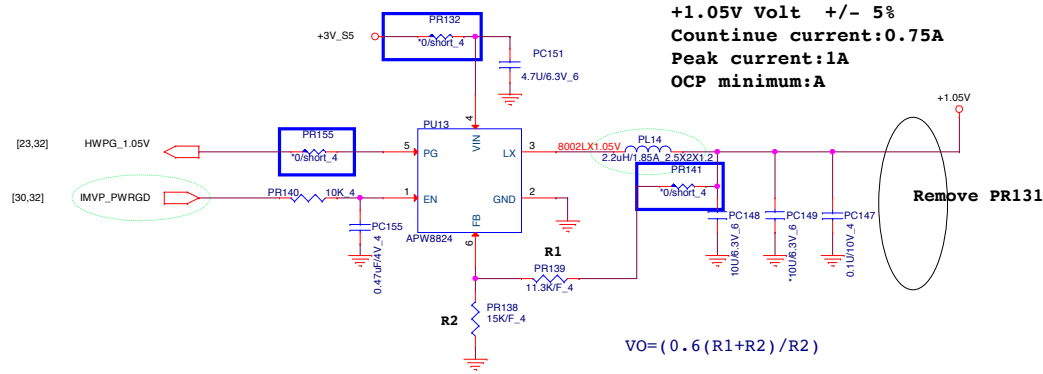 +1.05V Volt +/- 5%
Countinue current:0.75A
Peak current:1A
OCP minimum:A
PR132
+3V_S5
*0/short_4
PC151
4.7U/6.3V_6
+1.05V
PU13
4
VIN
PR155
[23,32]
HWPG_1.05V
*0/short_4
5
PG
LX
3
8002LX1.05V
PL14
2.2uH/1.85A_2.5X2X1.2
PR141
*0/short_4
[30,32]
IMVP_PWRGD
PR140
10K_4
1
EN
GND
2
Remove PR131
PC155
0.47uF/4V_4
FB
6
APW8824
PC148
10U/6.3V_6
PC149
*10U/6.3V_6
PC147
0.1U/10V_4
R1
PR139
11.3K/F_4
R2
PR138
15K/F_4
VO=(0.6(R1+R2)/R2)